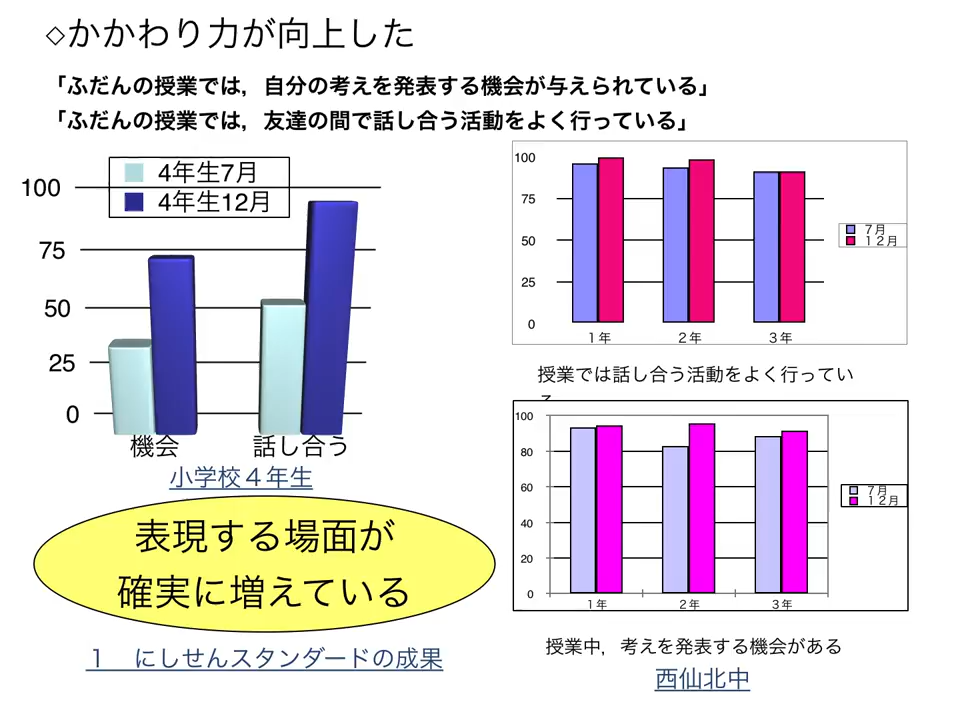 ◇かかわり力が向上した
「ふだんの授業では，自分の考えを発表する機会が与えられている」
「ふだんの授業では，友達の間で話し合う活動をよく行っている」
4年生7月
4年生12月
100
75
50
25
0
機会 話し合う
小学校４年生
表現する場面が
確実に増えている
１　にしせんスタンダードの成果
100
75
50
25
0
１年 ２年 ３年
７月
１２月
授業では話し合う活動をよく行ってい
る
100
80
60
40
20
0
１年 ２年 ３年
７月
１２月
授業中，考えを発表する機会がある
西仙北中